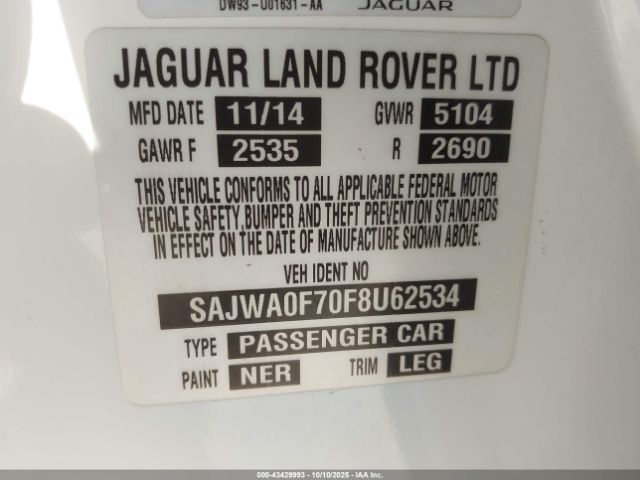 DW93-U01631-AA JAGUAR
JAGUAR LAND ROVER LTD
MFD DATE 11/14 GVWR 5104
GAWR F 2535 R 2690
THIS VEHICLE CONFORMS TO ALL APPLICABLE FEDERAL MOTOR
VEHICLE SAFETY,BUMPER AND THEFT PREVENTION STANDARDS
IN EFFECT ON THE DATE OF MANUFACTURE SHOWN ABOVE.
VEH IDENT NO
SAJWA0F70F8U62534
TYPE PASSENGER CAR
PAINT NER TRIM LEG
000-43429993 - 10/10/2025 - IAA Inc.